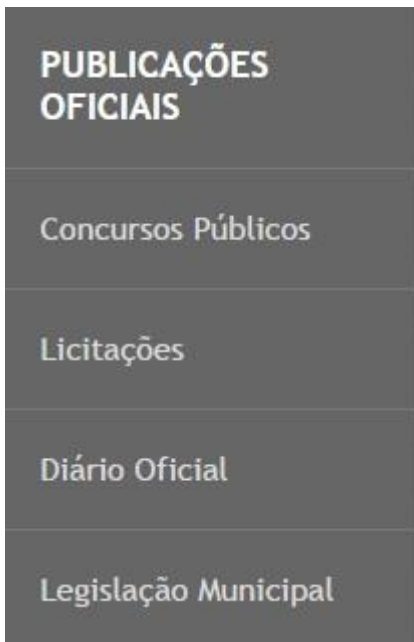 PUBLICAÇÕES
OFICIAIS
Concursos Públicos
Licitações
Diário Oficial
Legislação Municipal